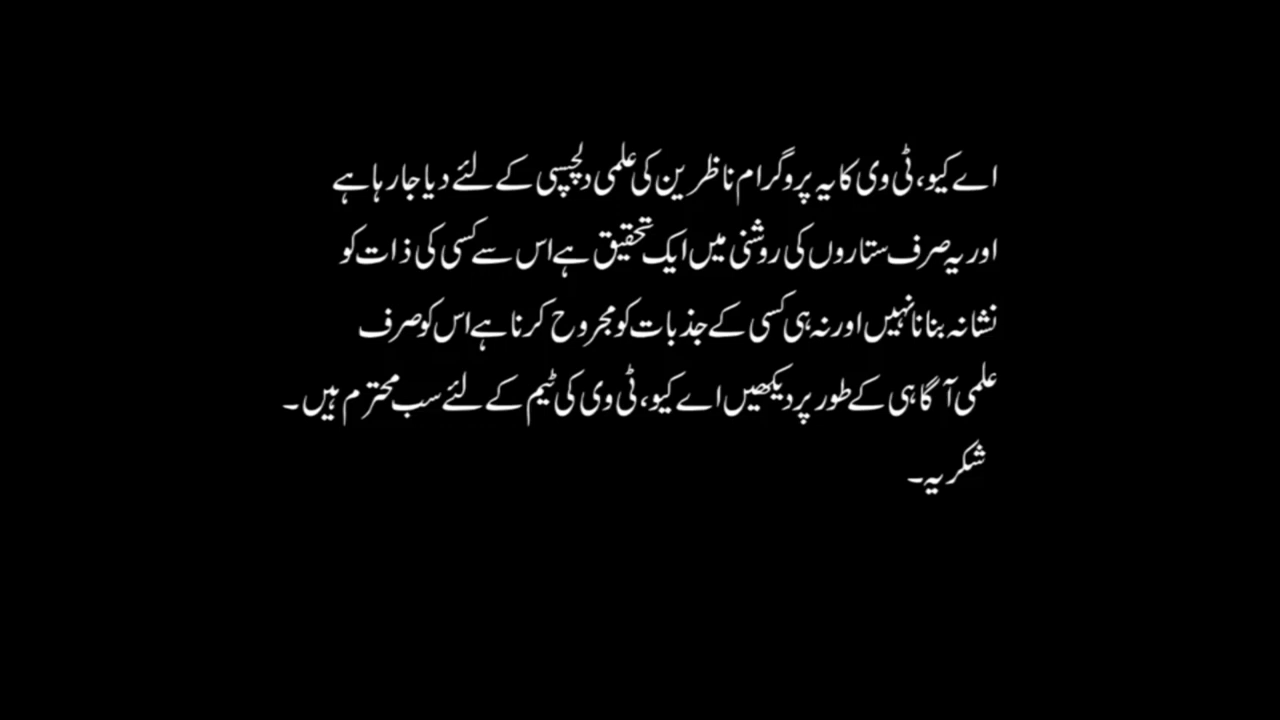 اے کیو، ٹی وی کا یہ پروگرام ناظرین کی علمی دلچسپی کے لئے دیا جا رہا ہے
اور یہ صرف ستاروں کی روشنی میں ایک تحقیق ہے اس سے کسی کی ذات کو
نشانہ بنانا نہیں اور نہ ہی کسی کے جذبات کو مجروح کرنا ہے اس کو صرف
علمی آگاہی کے طور پر دیکھیں اے کیو، ٹی وی کی ٹیم کے لئے سب محترم ہیں۔
شکریہ۔